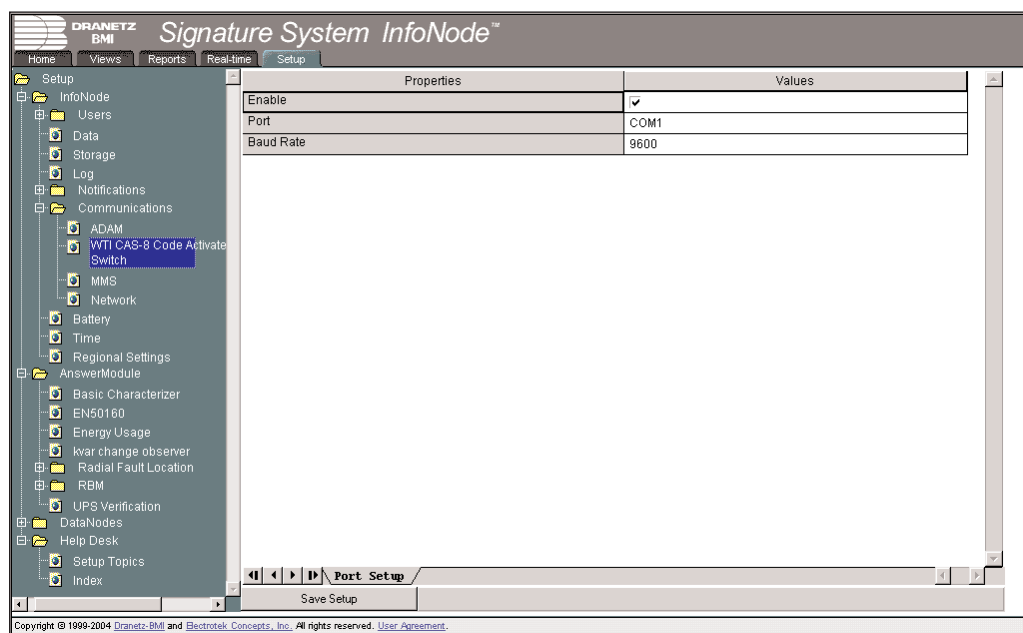 DRANETZ
BMI
Signature System InfoNode™
Home Views Reports Real-time Setup
Setup
InfoNode
Users
Data
Storage
Log
Notifications
Communications
ADAM
WTI CAS-8 Code Activate
Switch
MMS
Network
Battery
Time
Regional Settings
AnswerModule
Basic Characterizer
EN50160
Energy Usage
kvar change observer
Radial Fault Location
RBM
UPS Verification
DataNodes
Help Desk
Setup Topics
Index
Properties Values
Enable
Port COM1
Baud Rate 9600
Port Setup
Save Setup
Copyright © 1999-2004 Dranetz-BMI and Electrotek Concepts, Inc. All rights reserved. User Agreement.